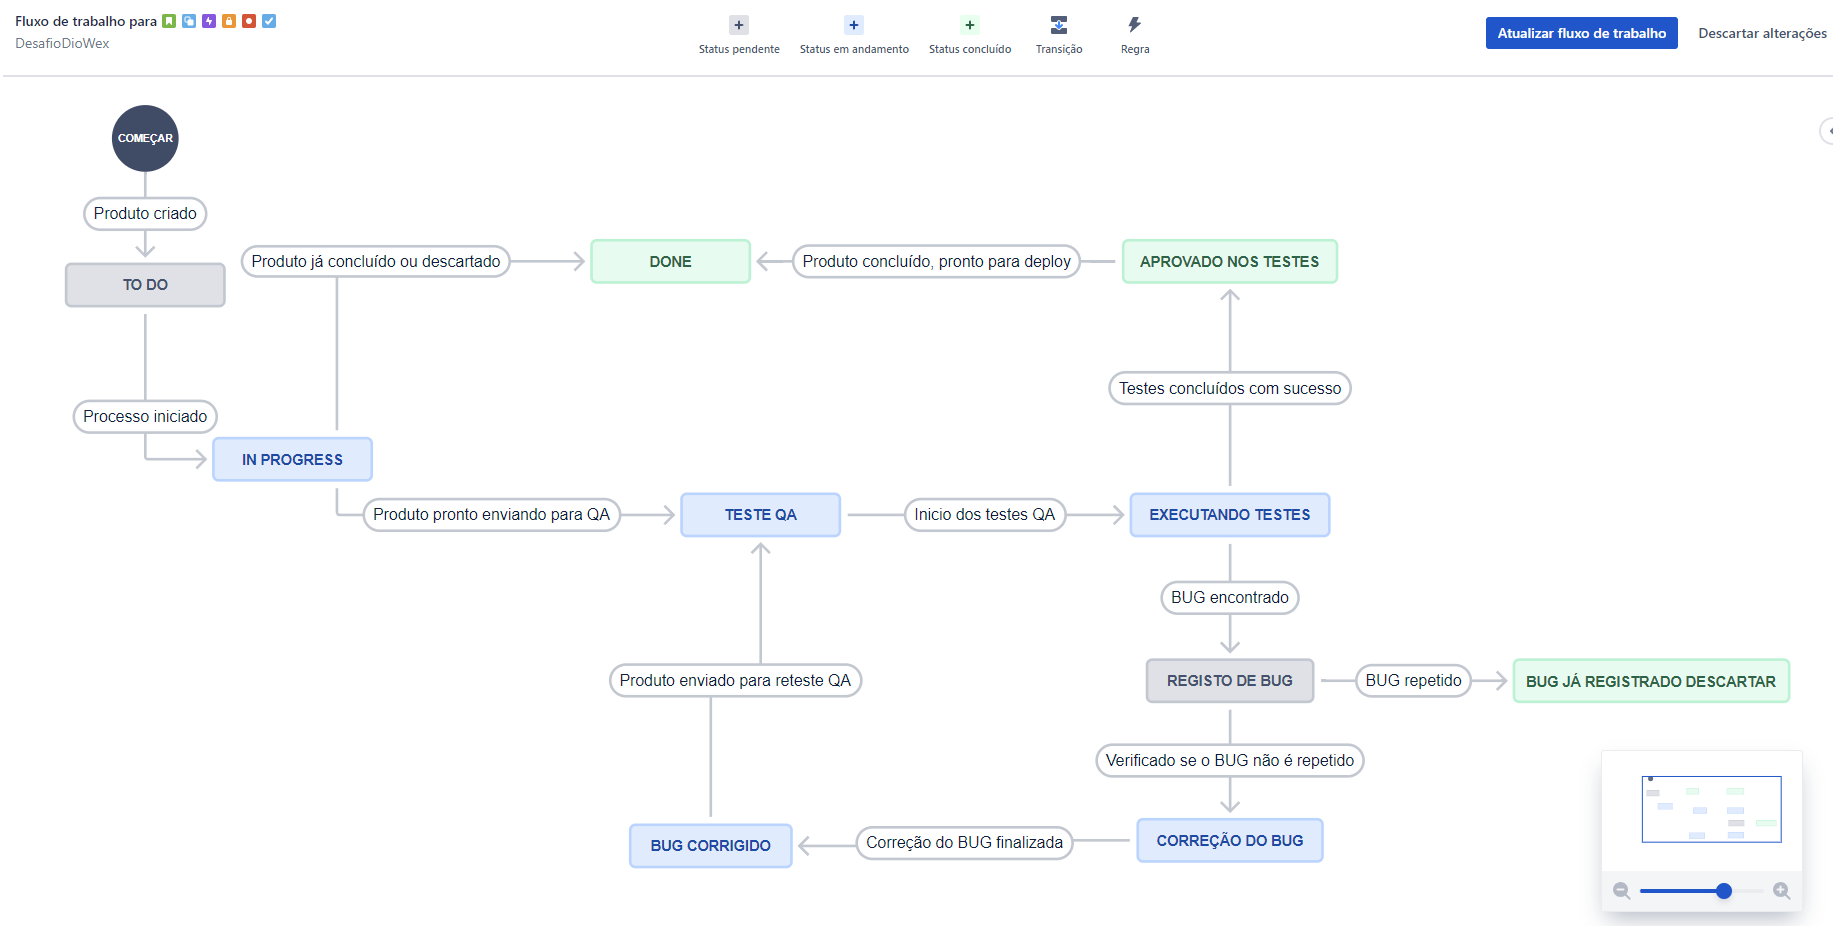 Fluxo de trabalho para
DesafioDioWex
Status pendente
Status em andamento
Status concluído
Transição
Regra
Atualizar fluxo de trabalho
Descartar alterações
COMEÇAR
Produto criado
TO DO
Produto já concluído ou descartado
DONE
Produto concluído, pronto para deploy
APROVADO NOS TESTES
Testes concluídos com sucesso
Processo iniciado
IN PROGRESS
Produto pronto enviando para QA
TESTE QA
Inicio dos testes QA
EXECUTANDO TESTES
BUG encontrado
Produto enviado para reteste QA
REGISTO DE BUG
BUG repetido
BUG JÁ REGISTRADO DESCARTAR
Verificado se o BUG não é repetido
BUG CORRIGIDO
Correção do BUG finalizada
CORREÇÃO DO BUG